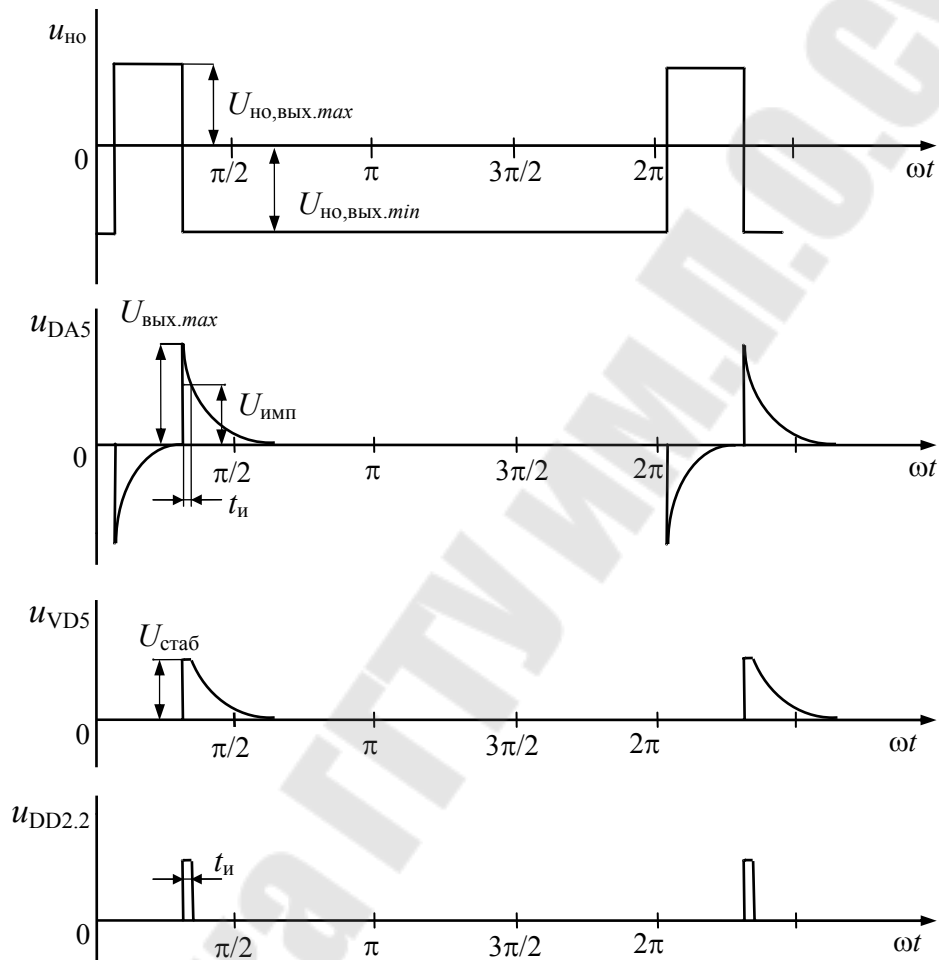 uно
Uно,вых.max
0
π/2
π
3π/2
2π
ωt
Uно,вых.min
uDA5
Uвых.max
Uимп
0
π/2
π
3π/2
2π
ωt
tи
uVD5
Uстаб
0
π/2
π
3π/2
2π
ωt
uDD2.2
tи
0
π/2
π
3π/2
2π
ωt
ГГТУ им.П.О.С